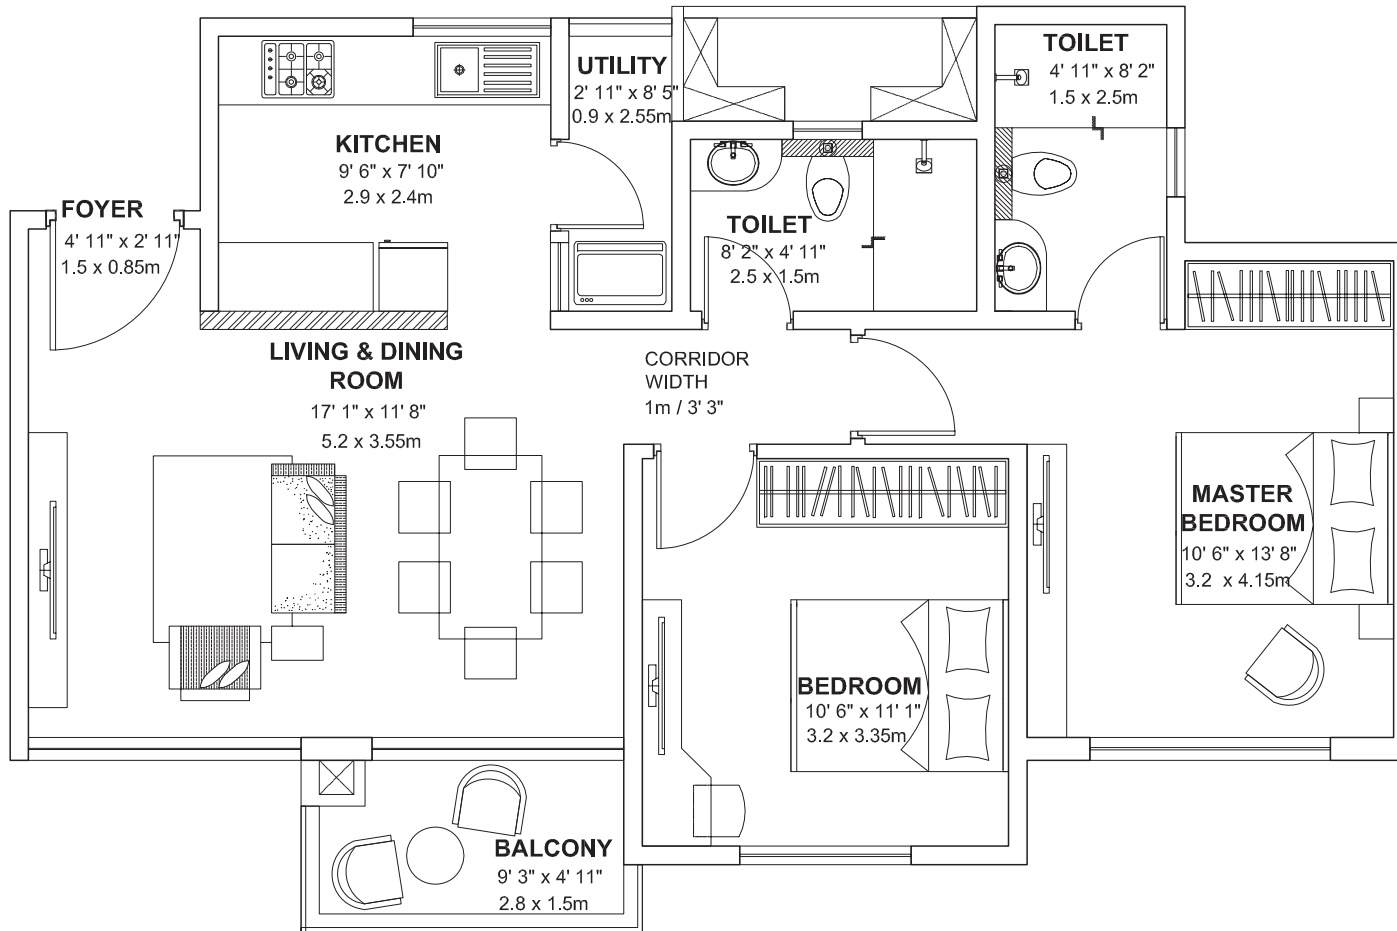 TOILET
4' 11" x 8' 2"
1.5 x 2.5m
UTILITY
2' 11" x 8' 5"
0.9 x 2.55m
KITCHEN
9' 6" x 7' 10"
2.9 x 2.4m
FOYER
4' 11" x 2' 11"
1.5 x 0.85m
TOILET
8' 2" x 4' 11"
2.5 x 1.5m
LIVING & DINING
ROOM
17' 1" x 11' 8"
5.2 x 3.55m
CORRIDOR
WIDTH
1m / 3' 3"
MASTER
BEDROOM
10' 6" x 13' 8"
3.2 x 4.15m
BEDROOM
10' 6" x 11' 1"
3.2 x 3.35m
BALCONY
9' 3" x 4' 11"
2.8 x 1.5m